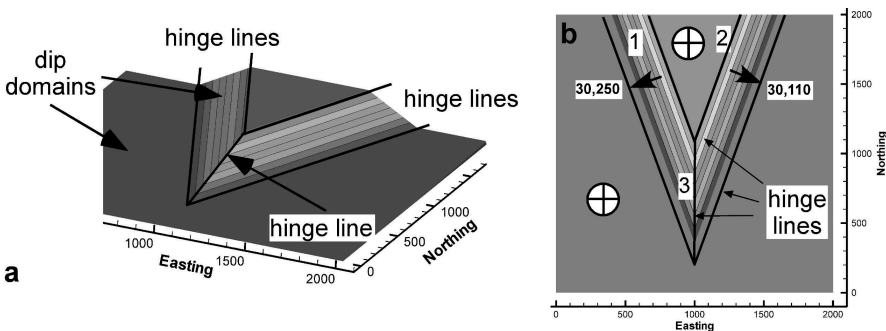 hinge lines
dip
domains
hinge lines
hinge line
1000
1500
2000
Easting
0
500
1000
Northing
a
b
1
2
30,250
30,110
3
hinge
lines
2000
1500
1000
500
0
Northing
0
500
1000
1500
2000
Easting